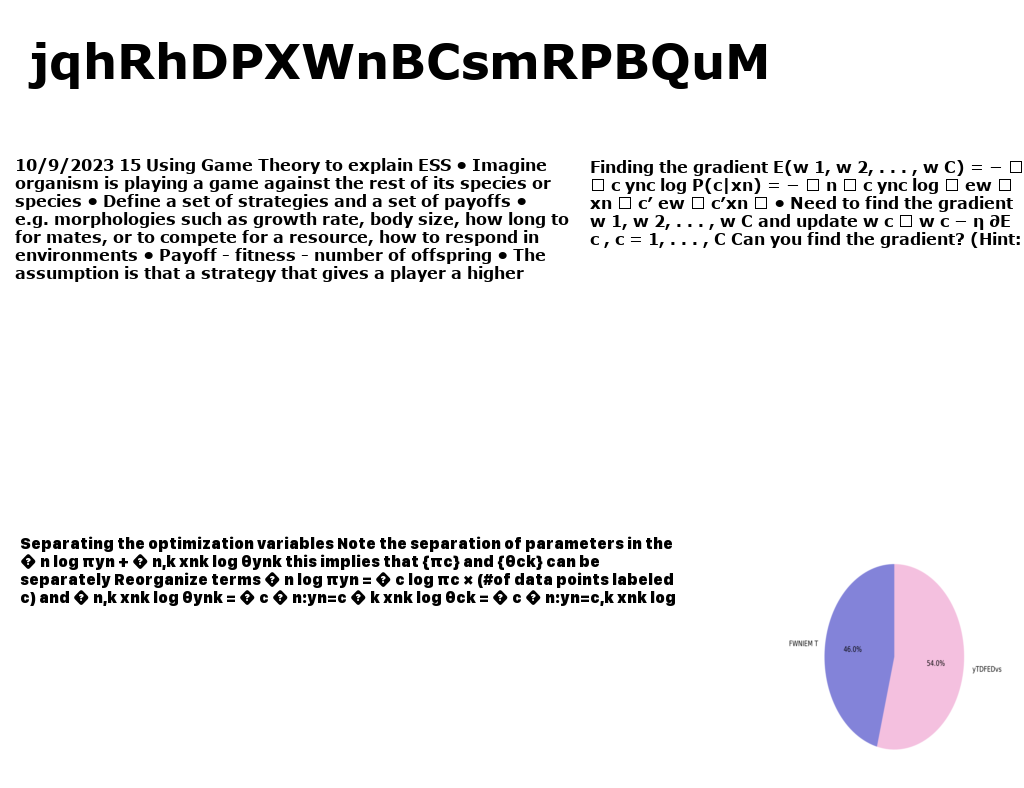 jqhRhDPXWnBCsmRPBQuM
10/9/2023 15 Using Game Theory to explain ESS • Imagine
organism is playing a game against the rest of its species or
species • Define a set of strategies and a set of payoffs •
e.g. morphologies such as growth rate, body size, how long to
for mates, or to compete for a resource, how to respond in
environments • Payoff – fitness – number of offspring • The
assumption is that a strategy that gives a player a higher
Finding the gradient E(w 1, w 2, . . . , w C) = − □
□ c ync log P(c|xn) = − □ n □ c ync log □ ew □
xn □ c’ ew □ c’xn □ • Need to find the gradient
w 1, w 2, . . . , w C and update w c □ w c − η ∂E
c , c = 1, . . . , C Can you find the gradient? (Hint:
Separating the optimization variables Note the separation of parameters in the
� n log πyn + � n,k xnk log θynk this implies that {πc} and {θck} can be
separately Reorganize terms � n log πyn = � c log πc × (#of data points labeled
c) and � n,k xnk log θynk = � c � n:yn=c � k xnk log θck = � c � n:yn=c,k xnk log
FWNIEM T
46.0%
54.0%
yTDFEDvs